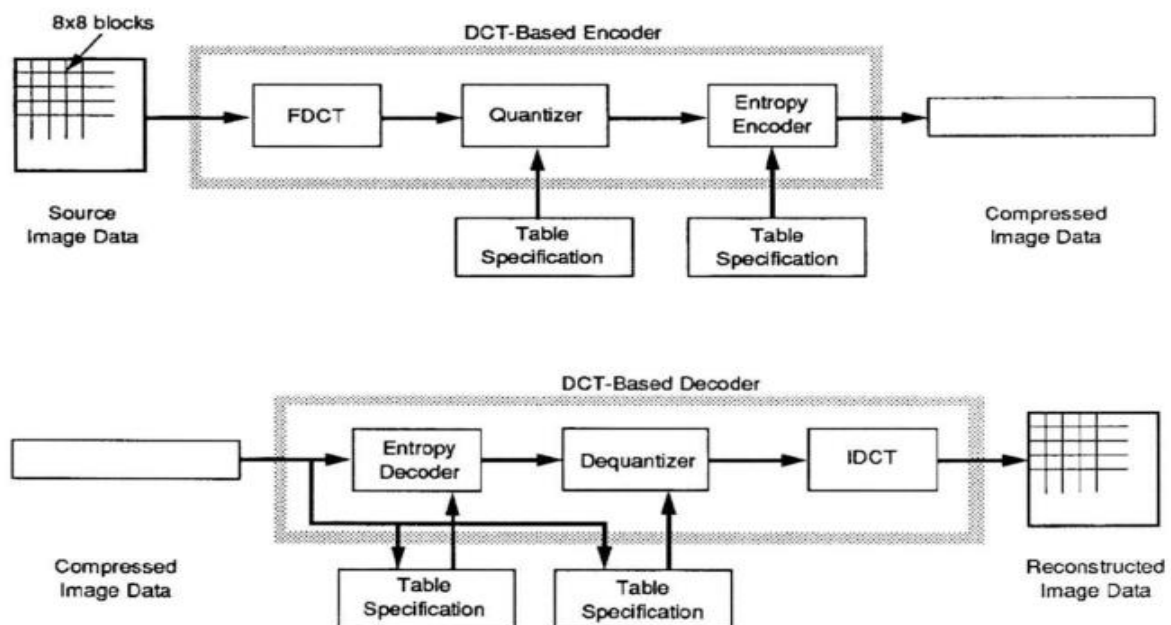 8x8 blocks
DCT-Based Encoder
FDCT
Quantizer
Entropy
Encoder
Source
Image Data
Table
Specification
Table
Specification
Compressed
Image Data
DCT-Based Decoder
Entropy
Decoder
Dequantizer
IDCT
Compressed
Image Data
Table
Specification
Table
Specification
Reconstructed
Image Data